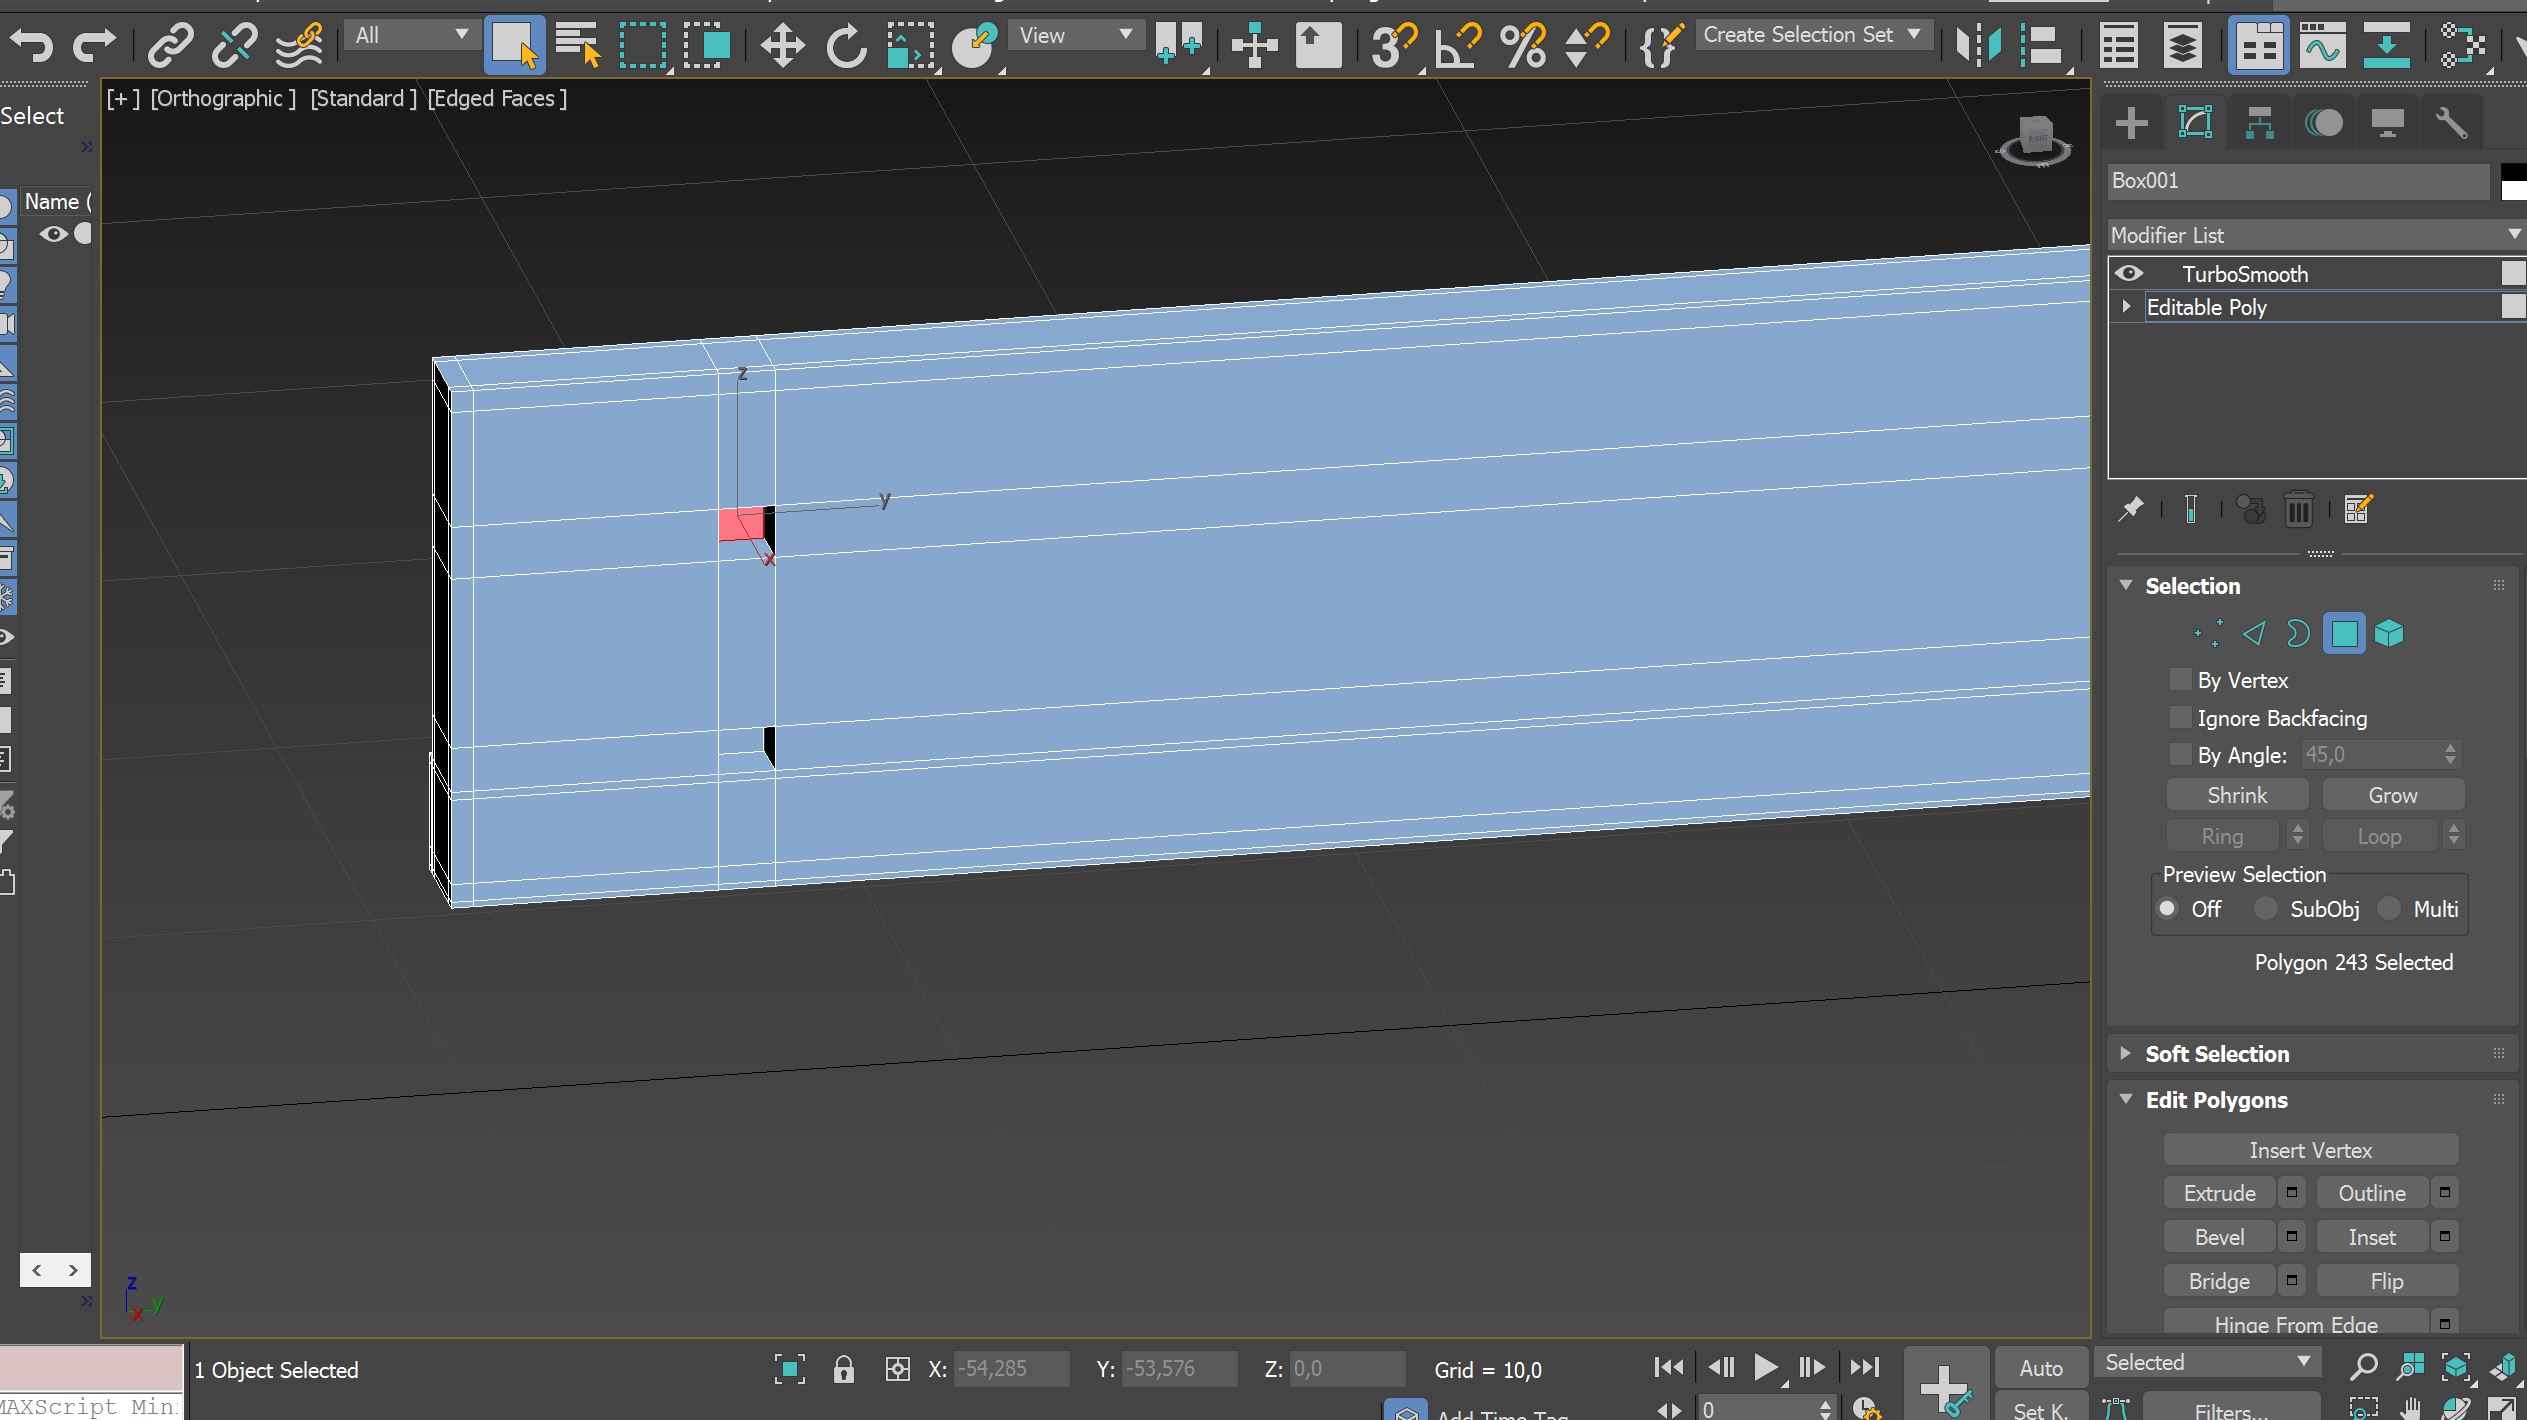 All
View
Create Selection Set
[+] [Orthographic] [Standard] [Edged Faces]
Select
Name (
RIGHT
z
y
x
z
y
x
Box001
Modifier List
TurboSmooth
Editable Poly
Selection
By Vertex
Ignore Backfacing
By Angle: 45,0
Shrink Grow
Ring Loop
Preview Selection
Off SubObj Multi
Polygon 243 Selected
Soft Selection
Edit Polygons
Insert Vertex
Extrude Outline
Bevel Inset
Bridge Flip
Hinge From Edge
1 Object Selected
X: -54,285 Y: -53,576 Z: 0,0 Grid = 10,0
Auto Selected
MAXScript Mini
Add Time Tag
0
Set K. Filters...